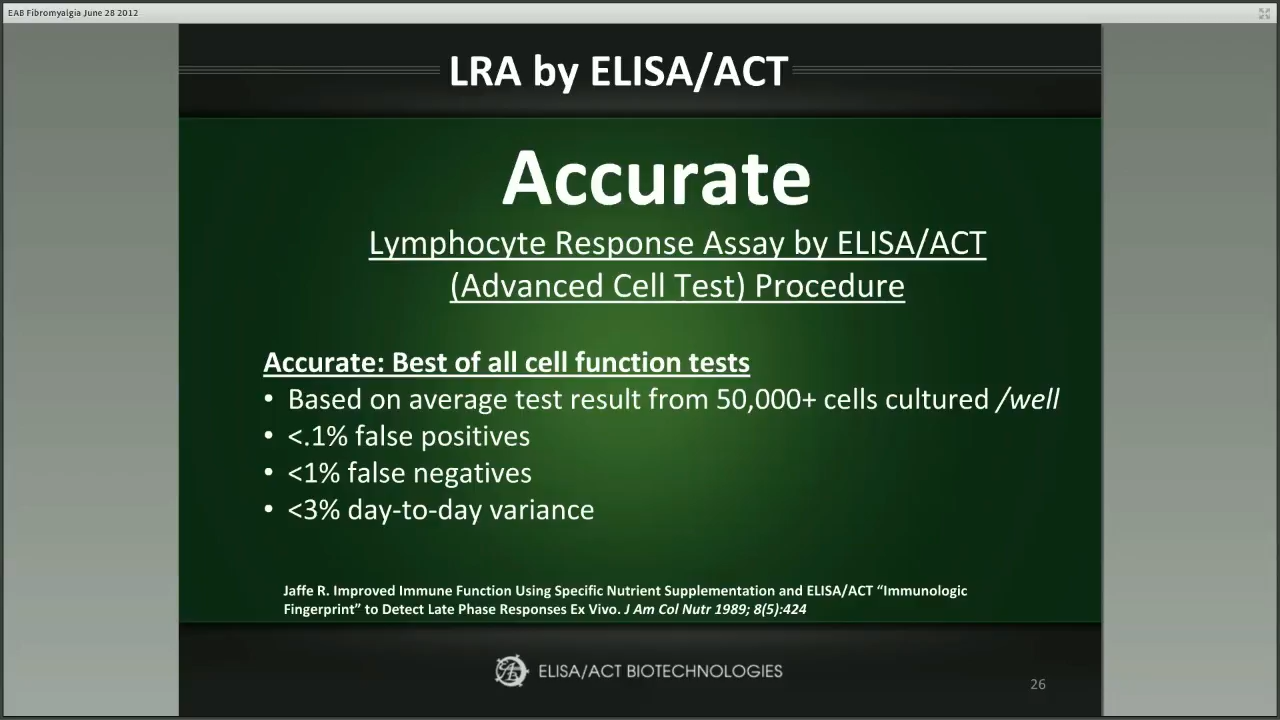 EAB Fibromyalgia June 28 2012
LRA by ELISA/ACT
Accurate
Lymphocyte Response Assay by ELISA/ACT
(Advanced Cell Test) Procedure
Accurate: Best of all cell function tests
• Based on average test result from 50,000+ cells cultured /well
• <.1% false positives
• <1% false negatives
• <3% day-to-day variance
Jaffe R. Improved Immune Function Using Specific Nutrient Supplementation and ELISA/ACT “Immunologic
Fingerprint” to Detect Late Phase Responses Ex Vivo. J Am Col Nutr 1989; 8(5):424
ELISA/ACT BIOTECHNOLOGIES
26